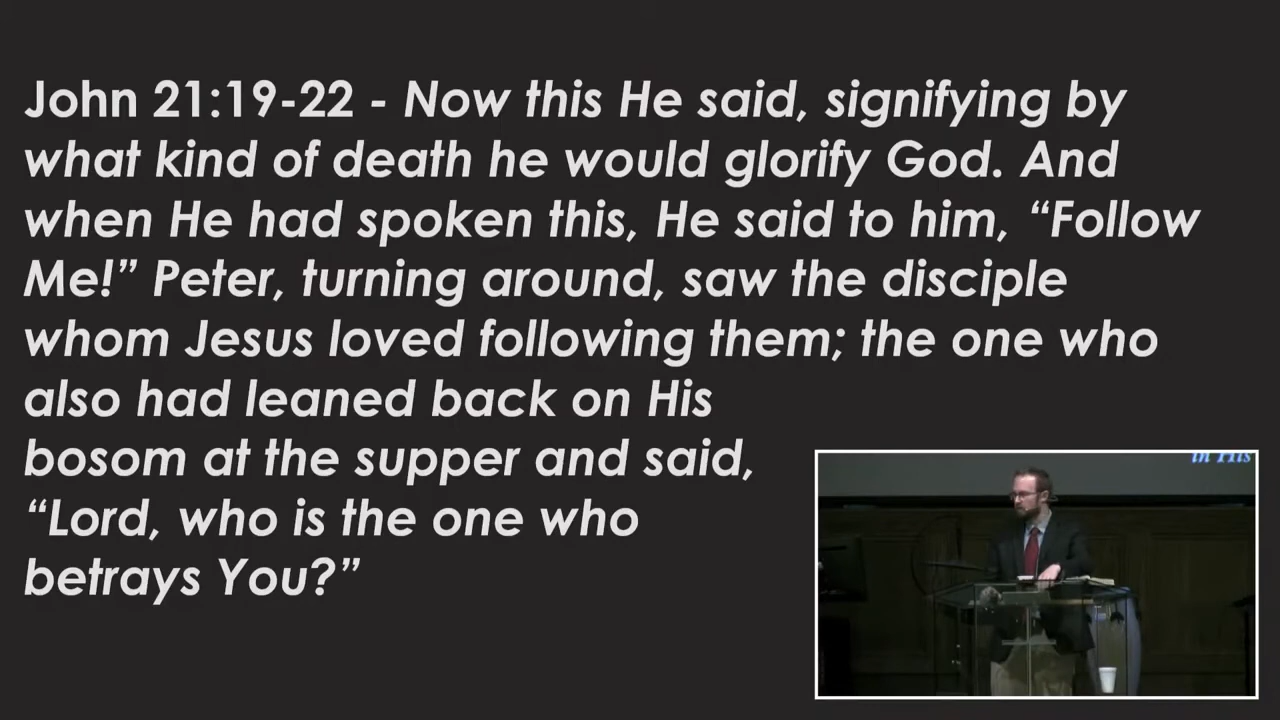 John 21:19-22 - Now this He said, signifying by
what kind of death he would glorify God. And
when He had spoken this, He said to him, “Follow
Me!” Peter, turning around, saw the disciple
whom Jesus loved following them; the one who
also had leaned back on His
bosom at the supper and said,
“Lord, who is the one who
betrays You?”
in His